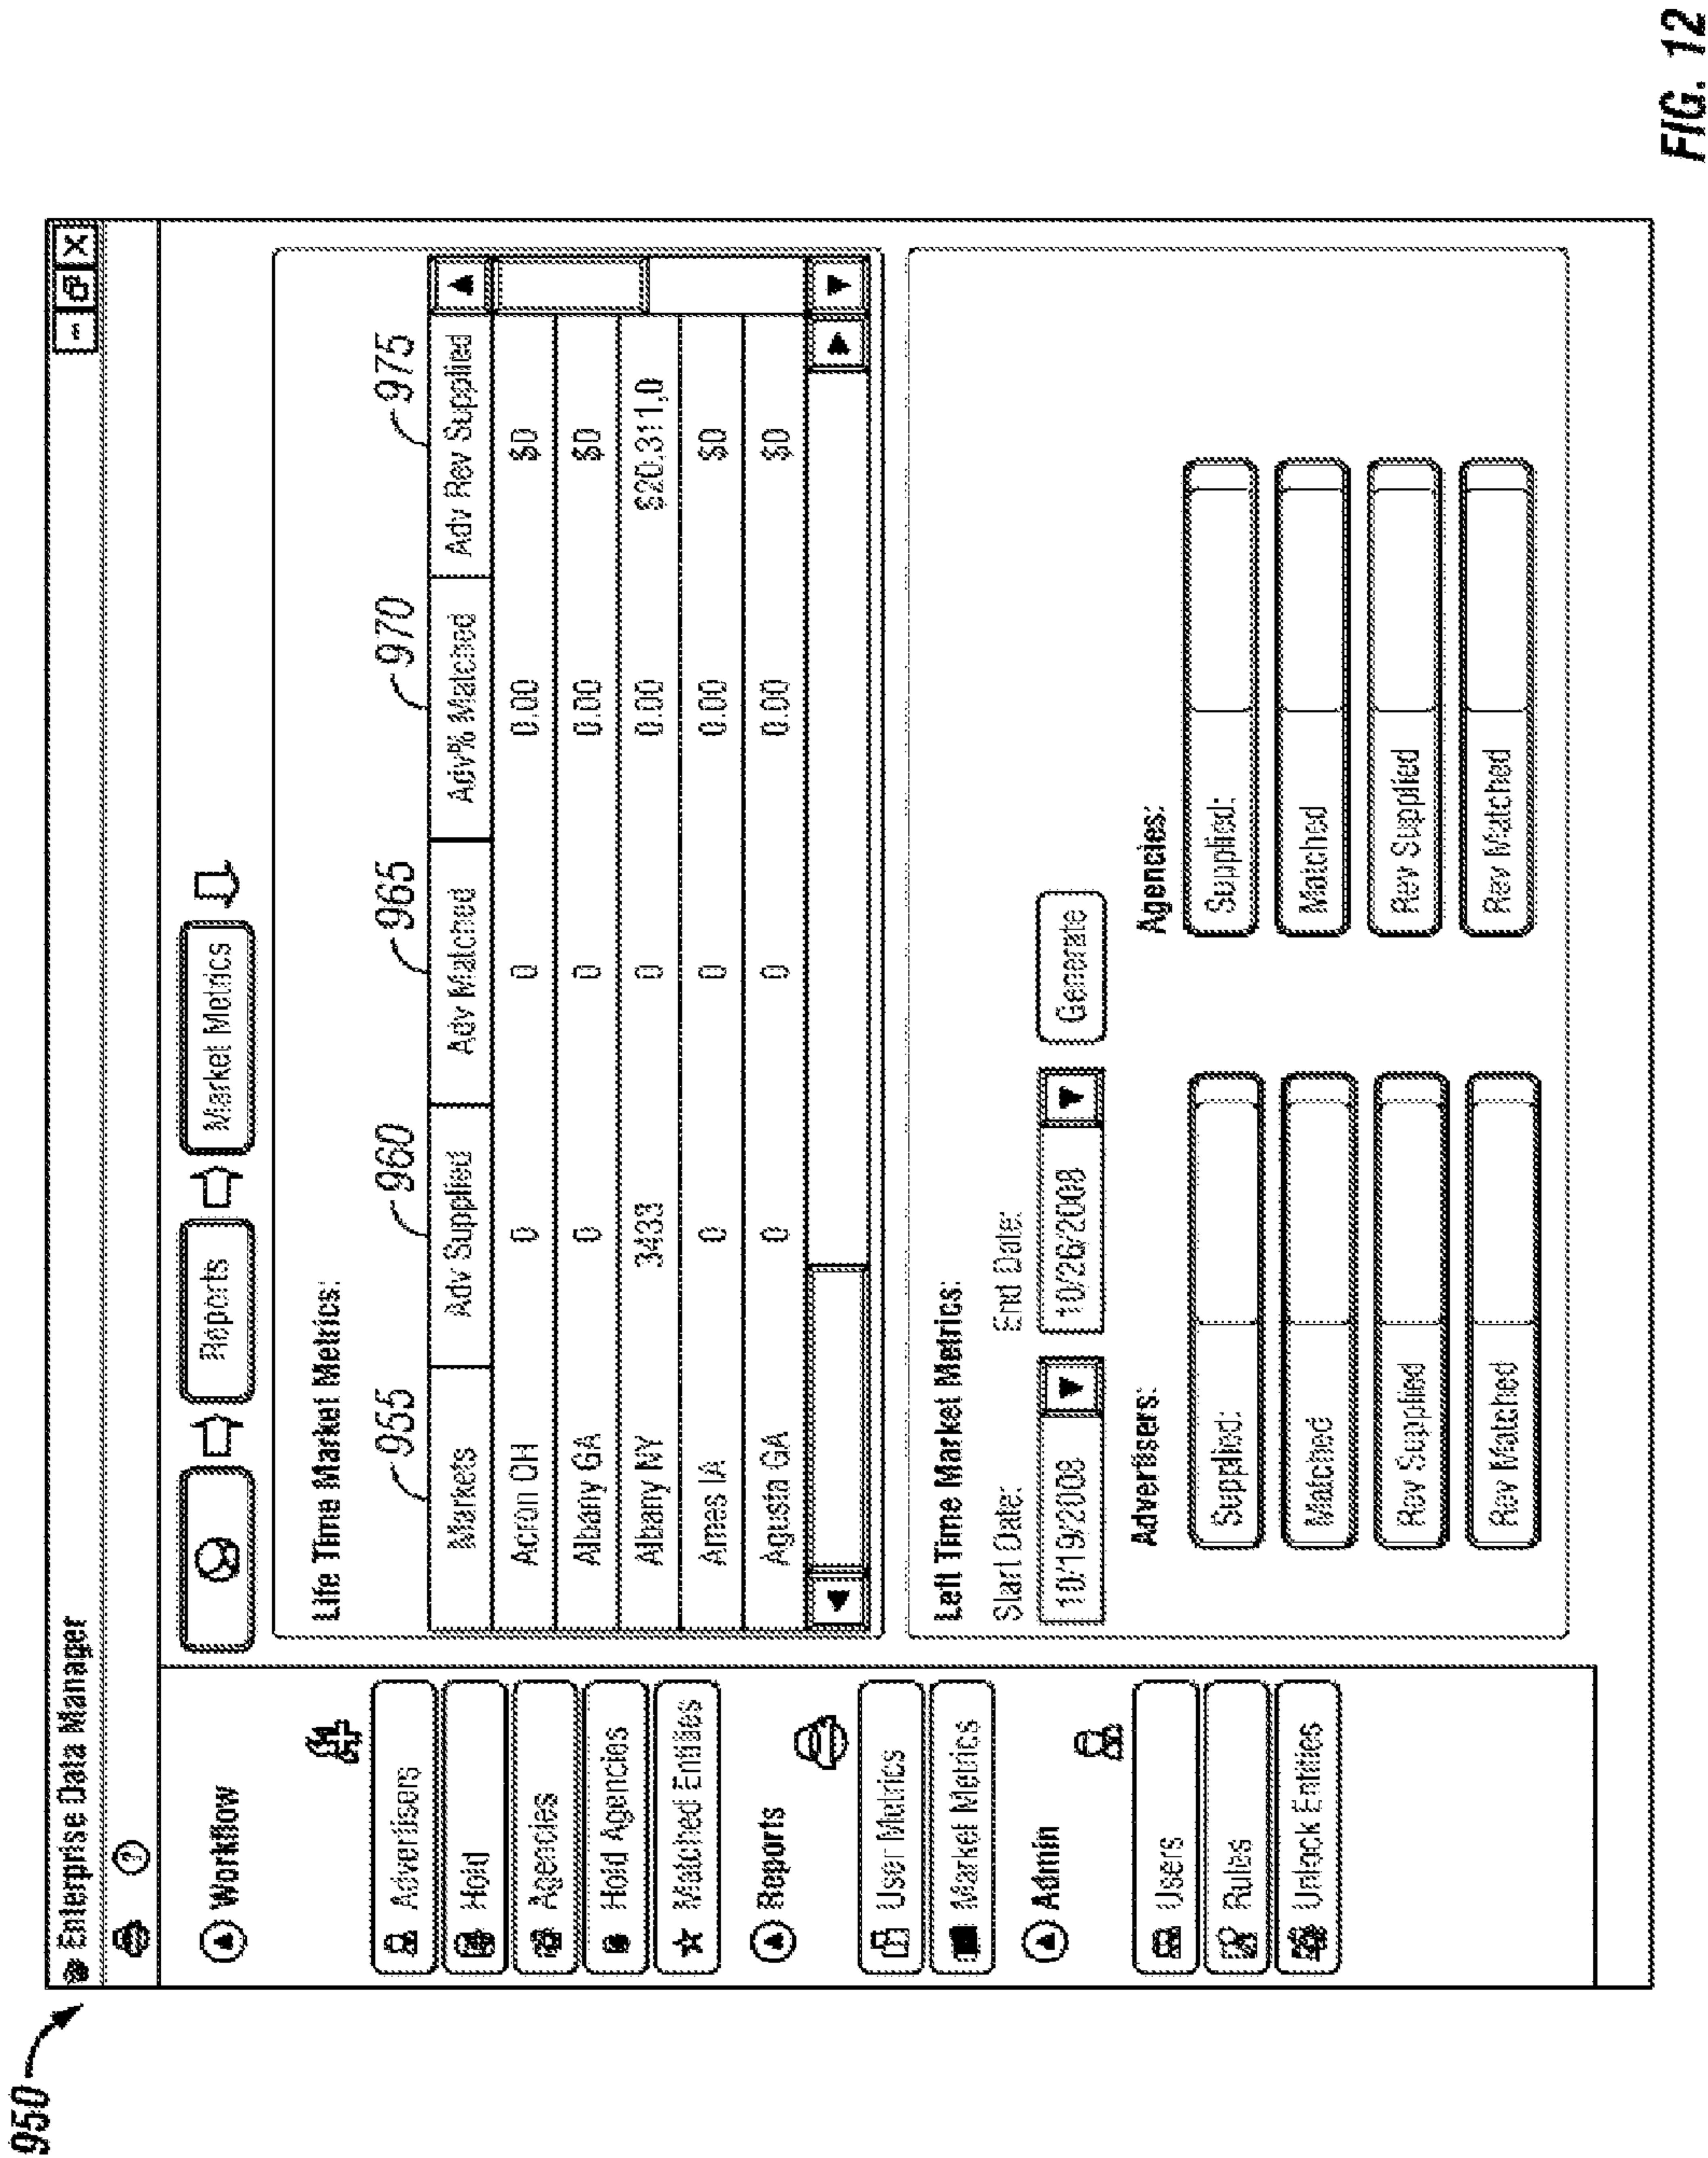 950
Enterprise Data Manager
Workflow
Advertisers
Hold
Agencies
Hold Agencies
Matched Entities
Reports
User Metrics
Market Metrics
Admin
Users
Rules
Unlock Entities
Reports Market Metrics
Life Time Market Metrics:
955 960 965 970 975
Markets Adv Supplied Adv Matched Adv% Matched Adv Rev Supplied
Acron OH 0 0 0.00 $0
Albany GA 0 0 0.00 $0
Albany NY 3433 0 0.00 $20,311,0
Ames IA 0 0 0.00 $0
Agusta GA 0 0 0.00 $0
Left Time Market Metrics:
Start Date: End Date:
10/19/2008 10/26/2008 Generate
Advertisers: Agencies:
Supplied: Supplied:
Matched Matched
Rev Supplied Rev Supplied
Rev Matched Rev Matched
FIG. 12